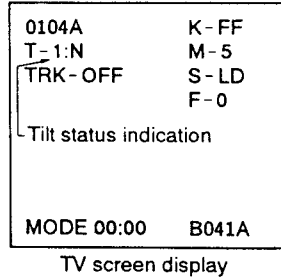 0104A K-FF
T-1:N M-5
TRK-OFF S-LD
F-0
Tilt status indication
MODE 00:00 B041A
TV screen display